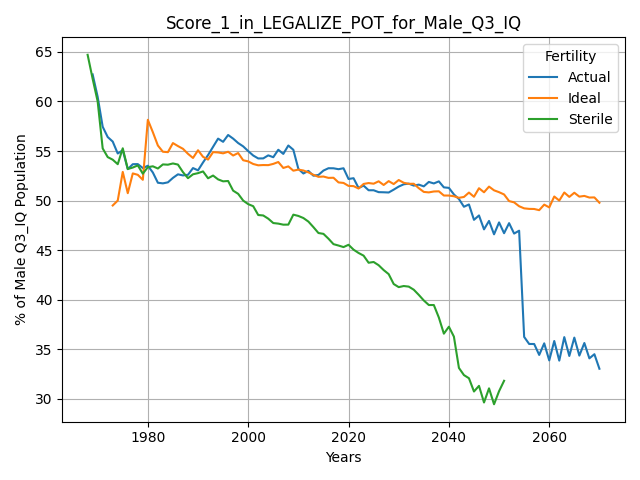 Score_1_in_LEGALIZE_POT_for_Male_Q3_IQ
Fertility
Actual
Ideal
Sterile
% of Male Q3_IQ Population
65
60
55
50
45
40
35
30
1980
2000
2020
2040
2060
Years